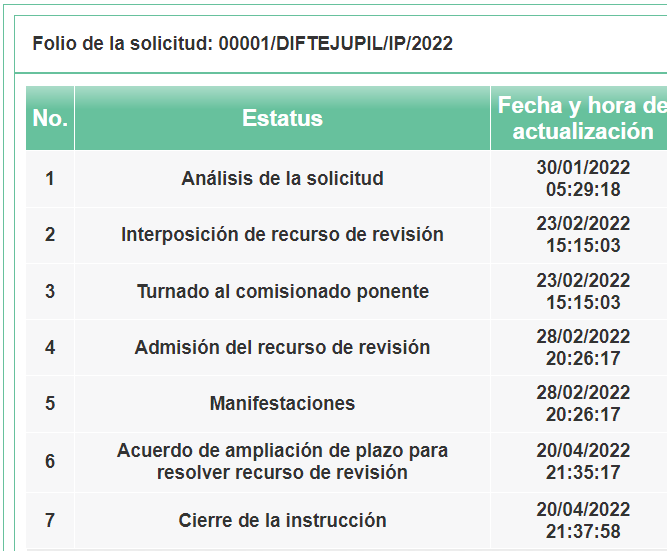 Folio de la solicitud: 00001/DIFTEJUPIL/IP/2022
No. Estatus Fecha y hora de
actualización
1 Análisis de la solicitud 30/01/2022
05:29:18
2 Interposición de recurso de revisión 23/02/2022
15:15:03
3 Turnado al comisionado ponente 23/02/2022
15:15:03
4 Admisión del recurso de revisión 28/02/2022
20:26:17
5 Manifestaciones 28/02/2022
20:26:17
6 Acuerdo de ampliación de plazo para
resolver recurso de revisión 20/04/2022
21:35:17
7 Cierre de la instrucción 20/04/2022
21:37:58